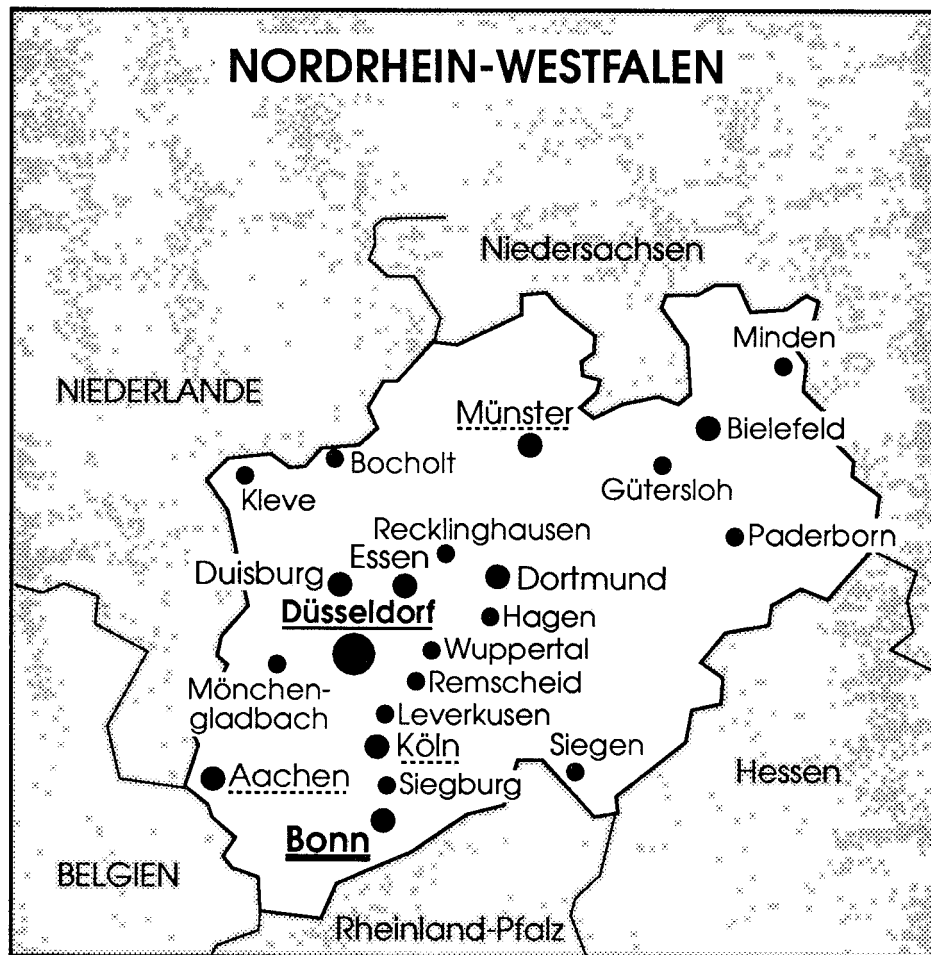 NORDRHEIN-WESTFALEN
Niedersachsen
Minden
NIEDERLANDE
Münster
Bielefeld
Bocholt
Kleve
Gütersloh
Recklinghausen
Paderborn
Essen
Duisburg
Dortmund
Düsseldorf
Hagen
Wuppertal
Remscheid
Mönchen-
gladbach
Leverkusen
Köln
Siegen
Aachen
Siegburg
Hessen
Bonn
BELGIEN
Rheinland-Pfalz